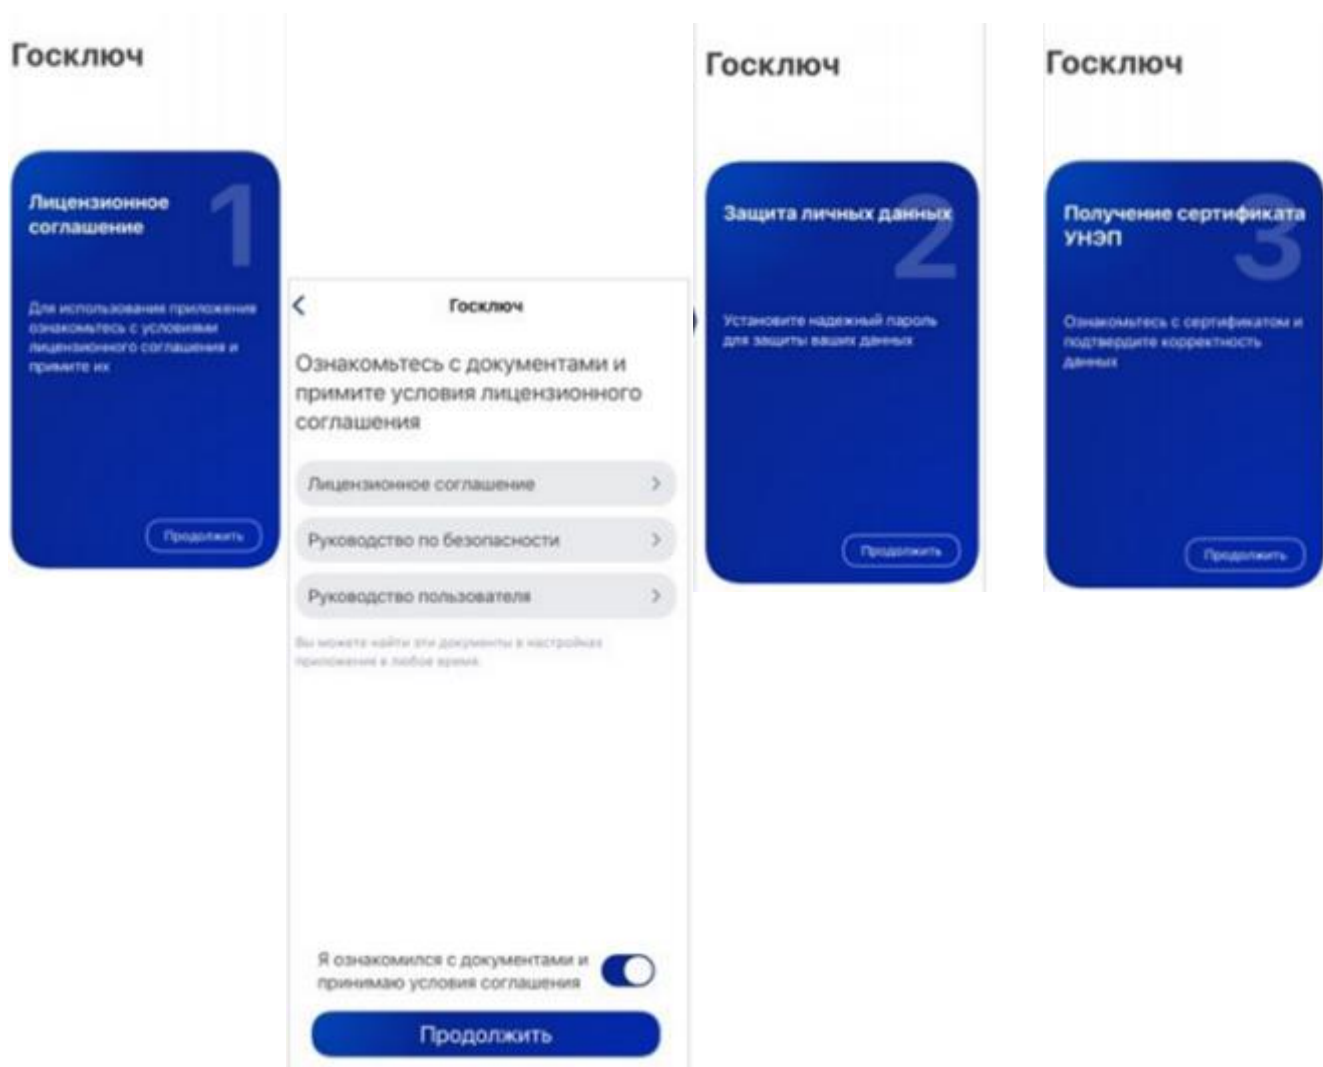 Госключ
1
Лицензионное
соглашение
Для использования приложения
ознакомьтесь с условиями
лицензионного соглашения и
примите их
Продолжить
Госключ
Ознакомьтесь с документами и
примите условия лицензионного
соглашения
Лицензионное соглашение
Руководство по безопасности
Руководство пользователя
Вы можете найти эти документы в настройках
приложения в любое время.
Я ознакомился с документами и
принимаю условия соглашения
Продолжить
Госключ
2
Защита личных данных
Установите надежный пароль
для защиты ваших данных
Продолжить
Госключ
3
Получение сертификата
УНЭП
Ознакомьтесь с сертификатом и
подтвердите корректность
данных
Продолжить